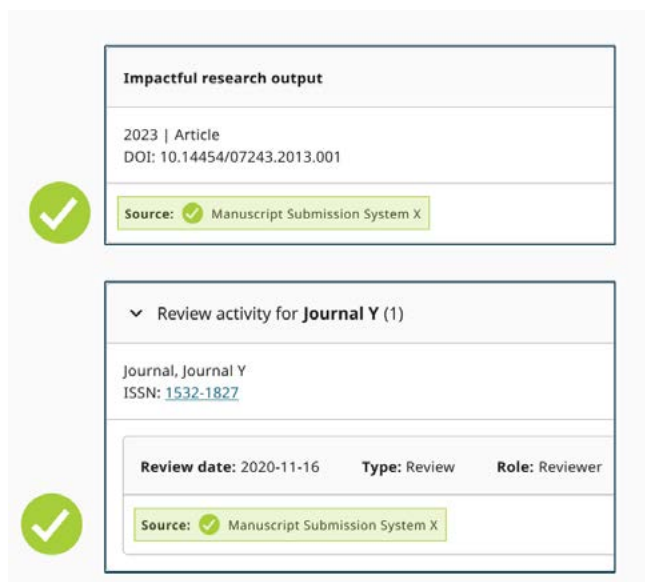 Impactful research output
2023 | Article
DOI: 10.14454/07243.2013.001
Source: Manuscript Submission System X
Review activity for Journal Y (1)
Journal, Journal Y
ISSN: 1532-1827
Review date: 2020-11-16 Type: Review Role: Reviewer
Source: Manuscript Submission System X